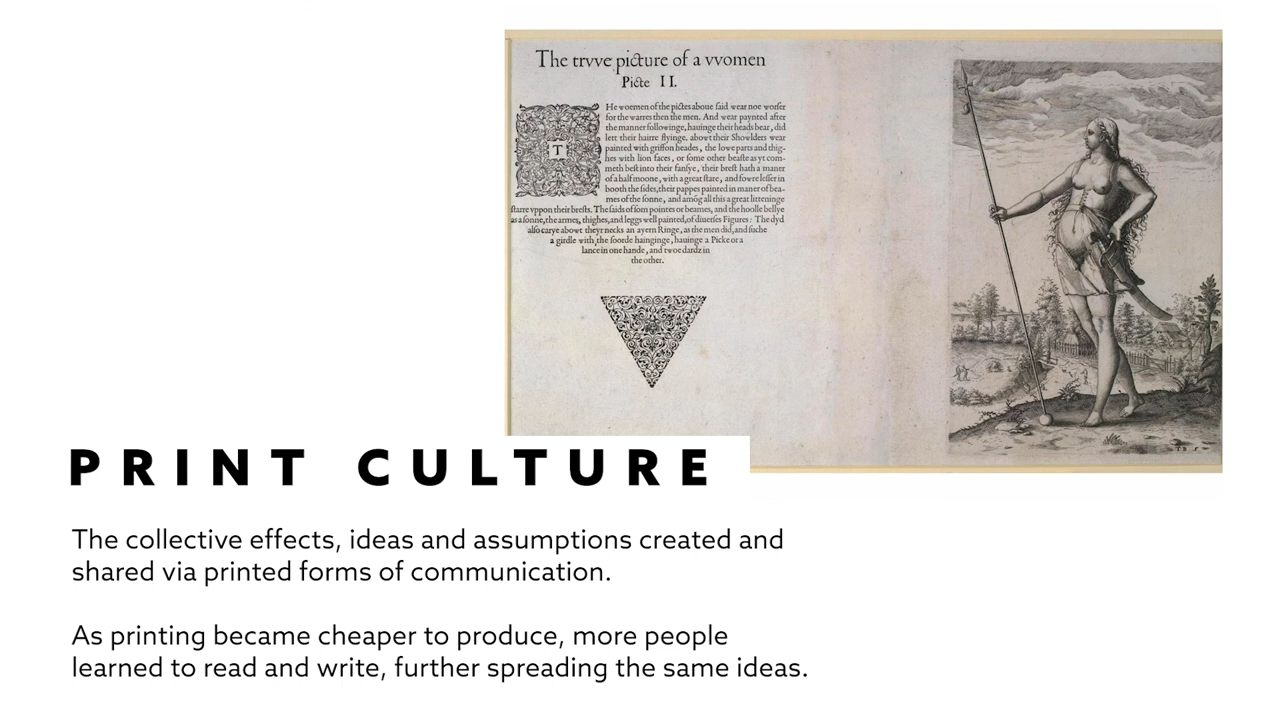 The trvve picture of a vvomen
Picte II.
T
He woemen of the pictes aboue said wear noe worser
for the warres then the men. And wear paynted after
the manner followinge, hauinge their heads bear, did
lett their hairre flyinge. abowt their Showlders wear
painted with griffon heades, the lowe parts and thig-
hes with lion faces, or some other beaste as yt com-
meth best into their fansye, their brest hath a maner
of a half moone, with a great stare, and fowre lesser in
booth the sides, their pappes painted in maner of bea-
mes of the sonne, and amõg all this a great litteninge
starre vppon their brests. The saids of som pointes or beames, and the hoolle bellye
as a sonne, the armes, thighes, and leggs well painted, of diuerses Figures: The dyd
also carye abowt theyr necks an ayern Ringe, as the men did, and suche
a girdle with the soorde hainginge, hauinge a Picke or a
lance in one hande, and twoe dardz in
the other.
PRINT CULTURE
The collective effects, ideas and assumptions created and
shared via printed forms of communication.
As printing became cheaper to produce, more people
learned to read and write, further spreading the same ideas.